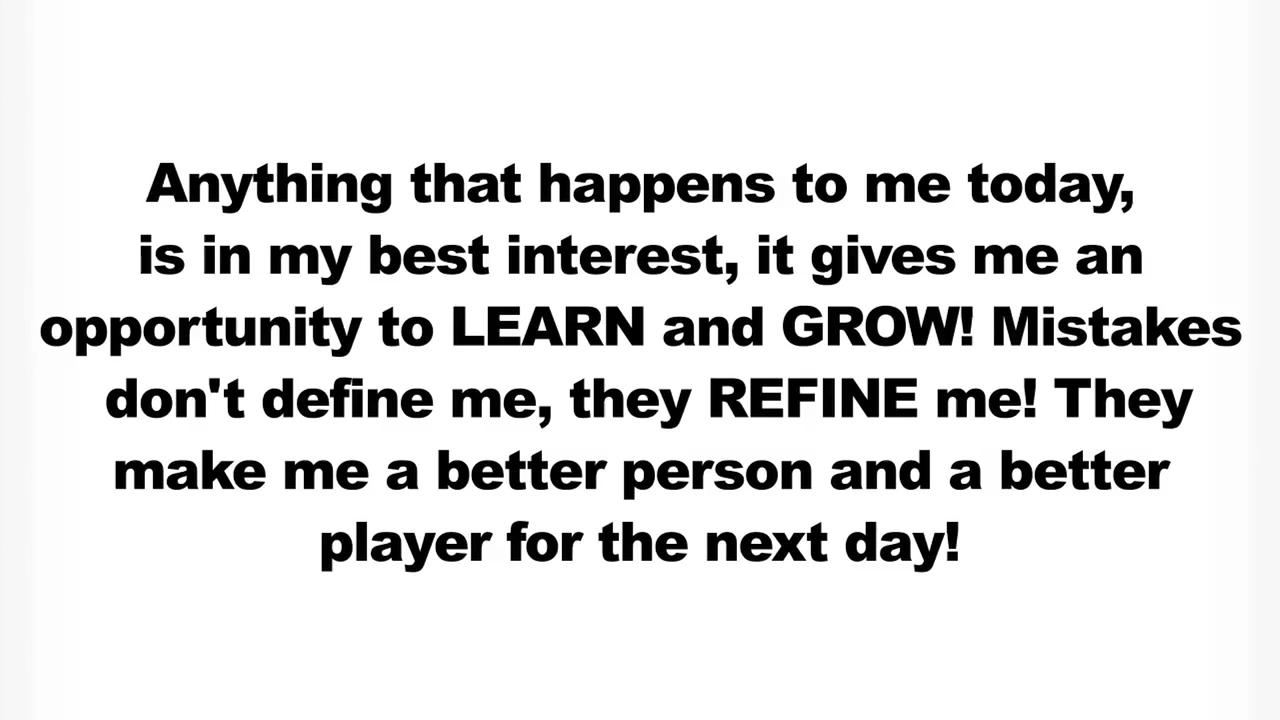 Anything that happens to me today,
is in my best interest, it gives me an
opportunity to LEARN and GROW! Mistakes
don't define me, they REFINE me! They
make me a better person and a better
player for the next day!